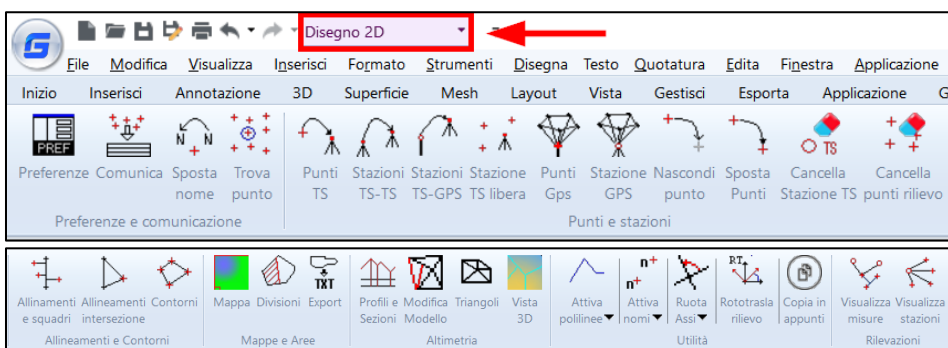 Disegno 2D
File Modifica Visualizza Inserisci Formato Strumenti Disegna Testo Quotatura Edita Finestra Applicazione
Inizio Inserisci Annotazione 3D Superficie Mesh Layout Vista Gestisci Esporta Applicazione G
PREF N N TS
Preferenze Comunica Sposta Trova Punti Stazioni Stazioni Stazione Punti Stazione Nascondi Sposta Cancella Cancella
nome punto TS TS-TS TS-GPS TS libera Gps GPS punto Punti Stazione TS punti rilievo
Preferenze e comunicazione Punti e stazioni
TXT n+ n+ RT
Allinamenti Allineamenti Contorni Mappa Divisioni Export Profili e Modifica Triangoli Vista Attiva Attiva Ruota Rototrasla Copia in Visualizza Visualizza
e squadri intersezione Sezioni Modello 3D polilinee nomi Assi rilievo appunti misure stazioni
Allineamenti e Contorni Mappe e Aree Altimetria Utilità Rilevazioni